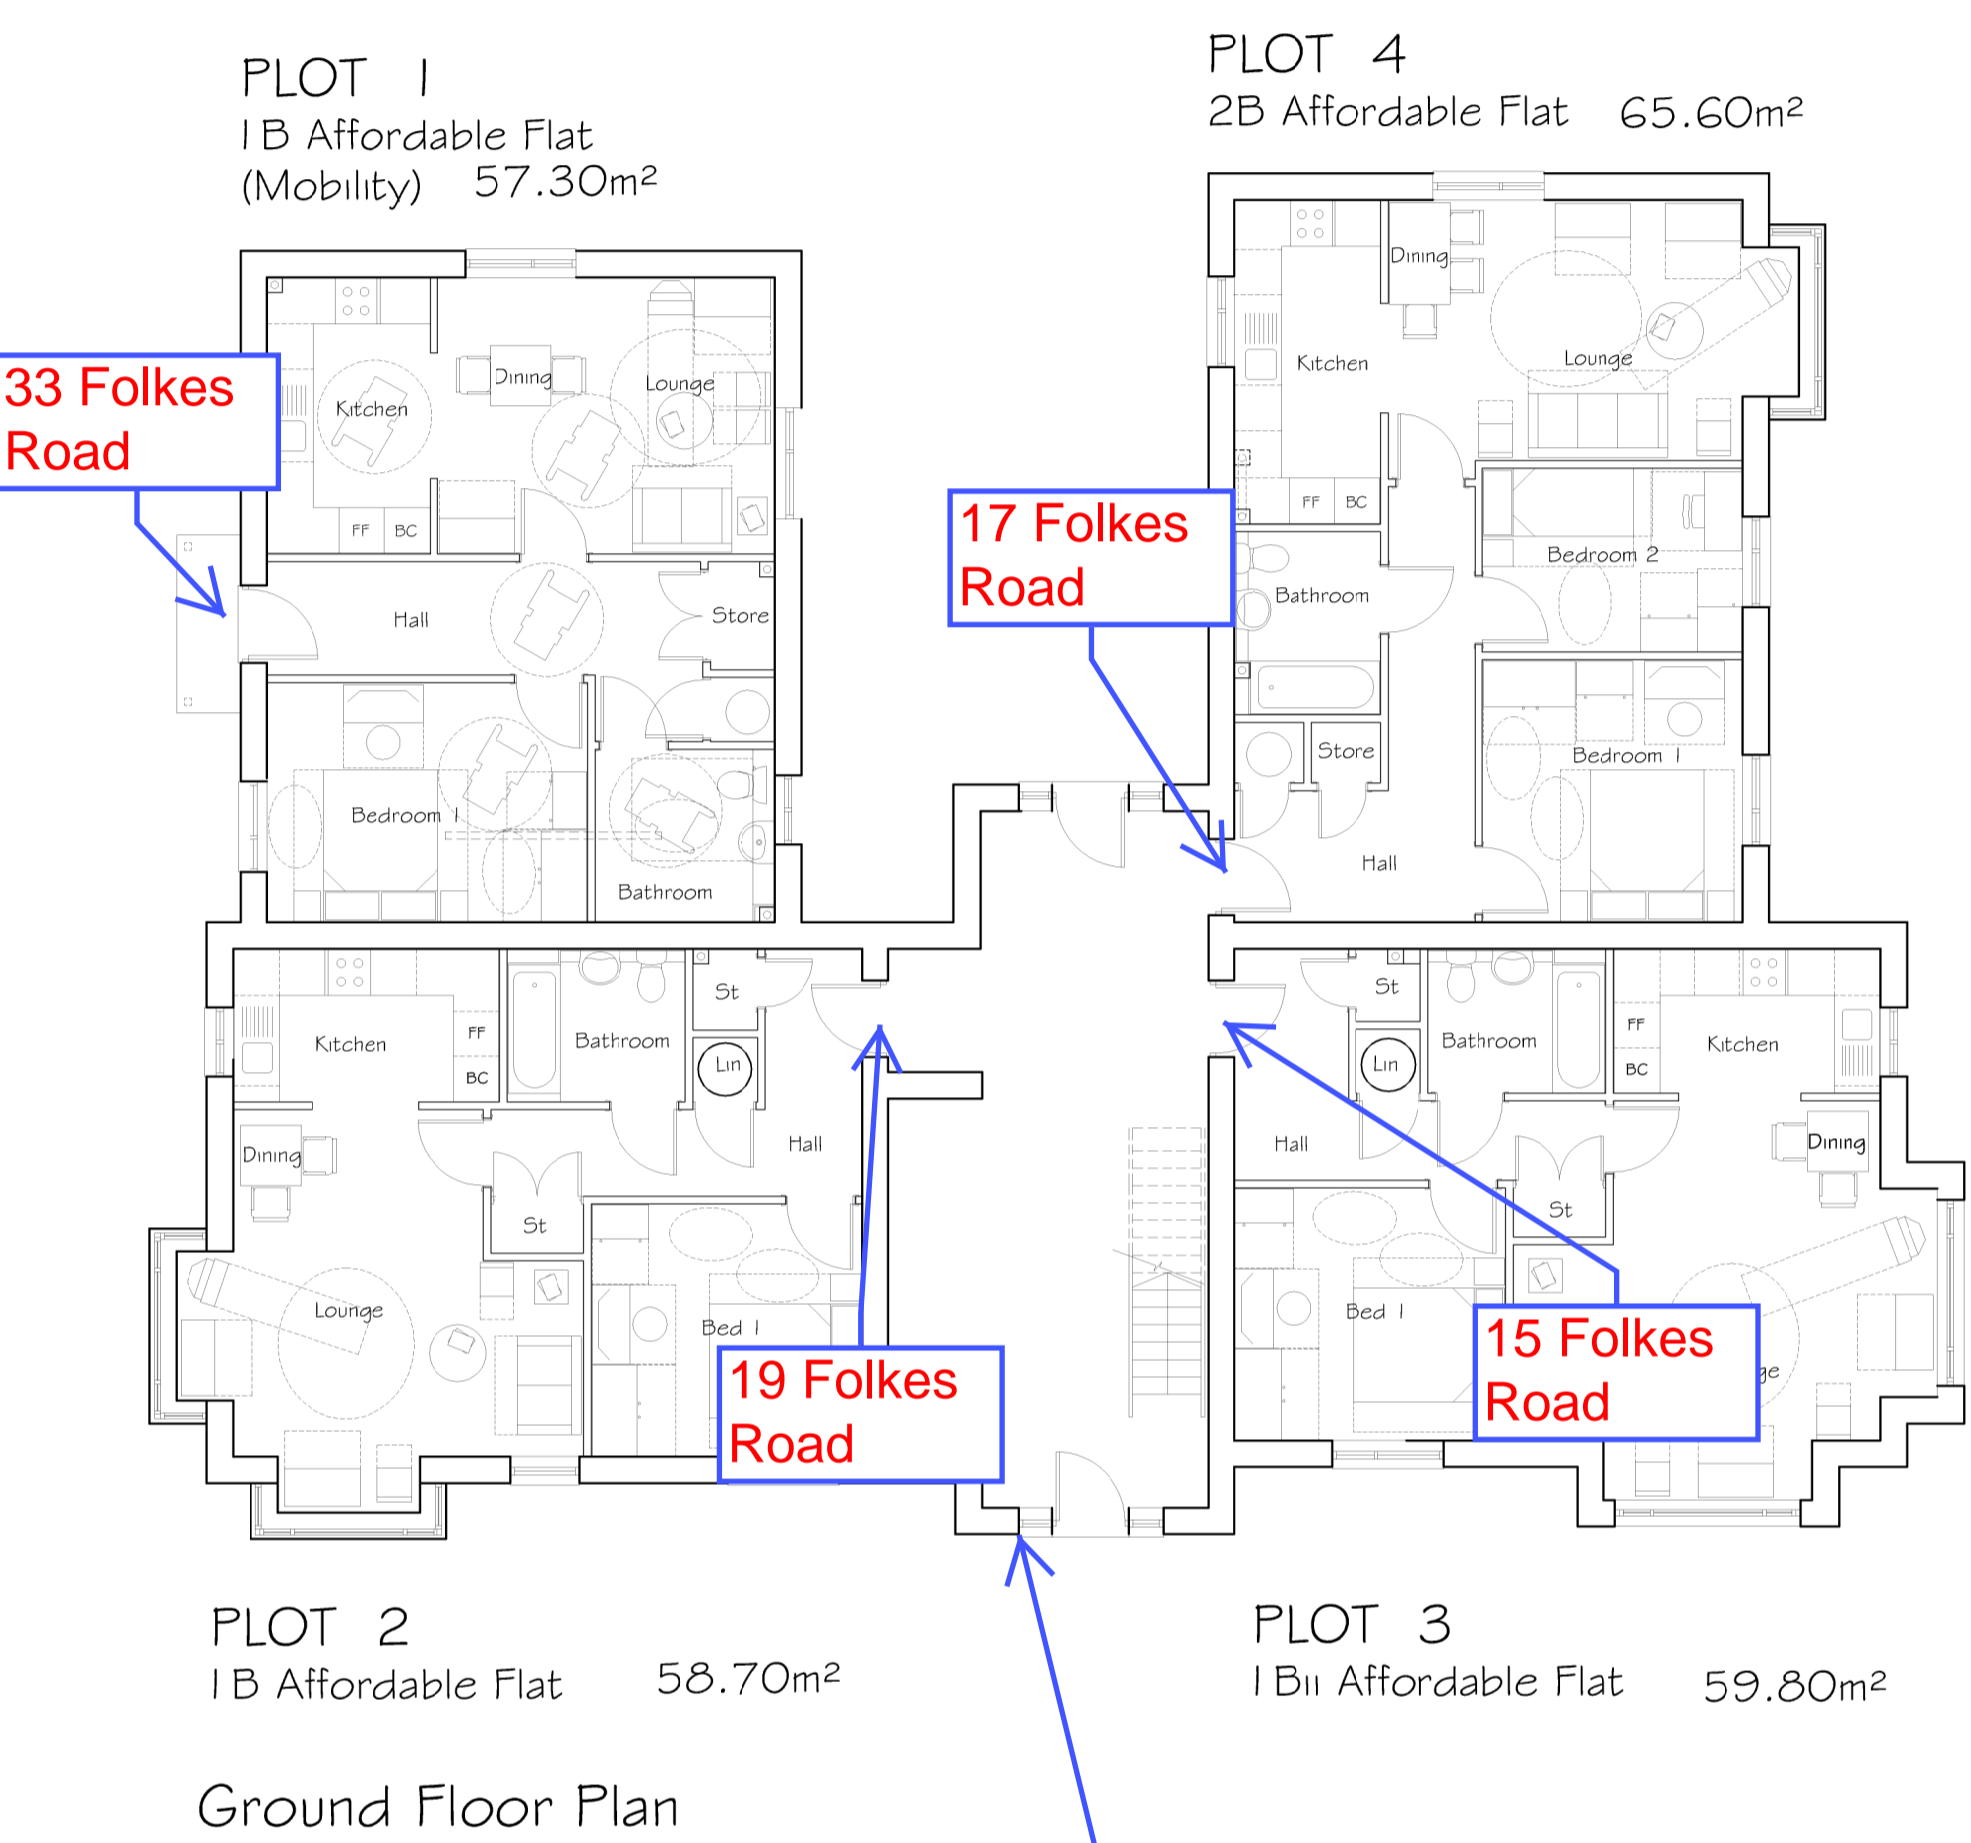 PLOT 1
1B Affordable Flat
(Mobility) 57.30m²
PLOT 4
2B Affordable Flat 65.60m²
33 Folkes
Road
Kitchen
Dining
Lounge
FF
BC
Hall
Store
Bedroom 1
Bathroom
17 Folkes
Road
Dining
Kitchen
Lounge
FF
BC
Bathroom
Bedroom 2
Store
Bedroom 1
Hall
Kitchen
FF
BC
Bathroom
St
Lin
Hall
Dining
St
Lounge
Bed 1
19 Folkes
Road
St
Lin
Bathroom
FF
BC
Kitchen
Hall
Dining
St
Bed 1
15 Folkes
Road
ge
PLOT 2
1B Affordable Flat 58.70m²
PLOT 3
1Bii Affordable Flat 59.80m²
Ground Floor Plan